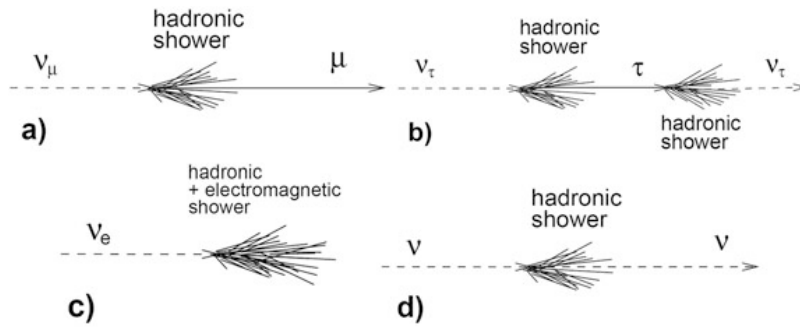 hadronic
shower
ν_μ
μ
a)
hadronic
shower
ν_τ
τ
ν_τ
hadronic
shower
b)
hadronic
+ electromagnetic
shower
ν_e
c)
hadronic
shower
ν
ν
d)